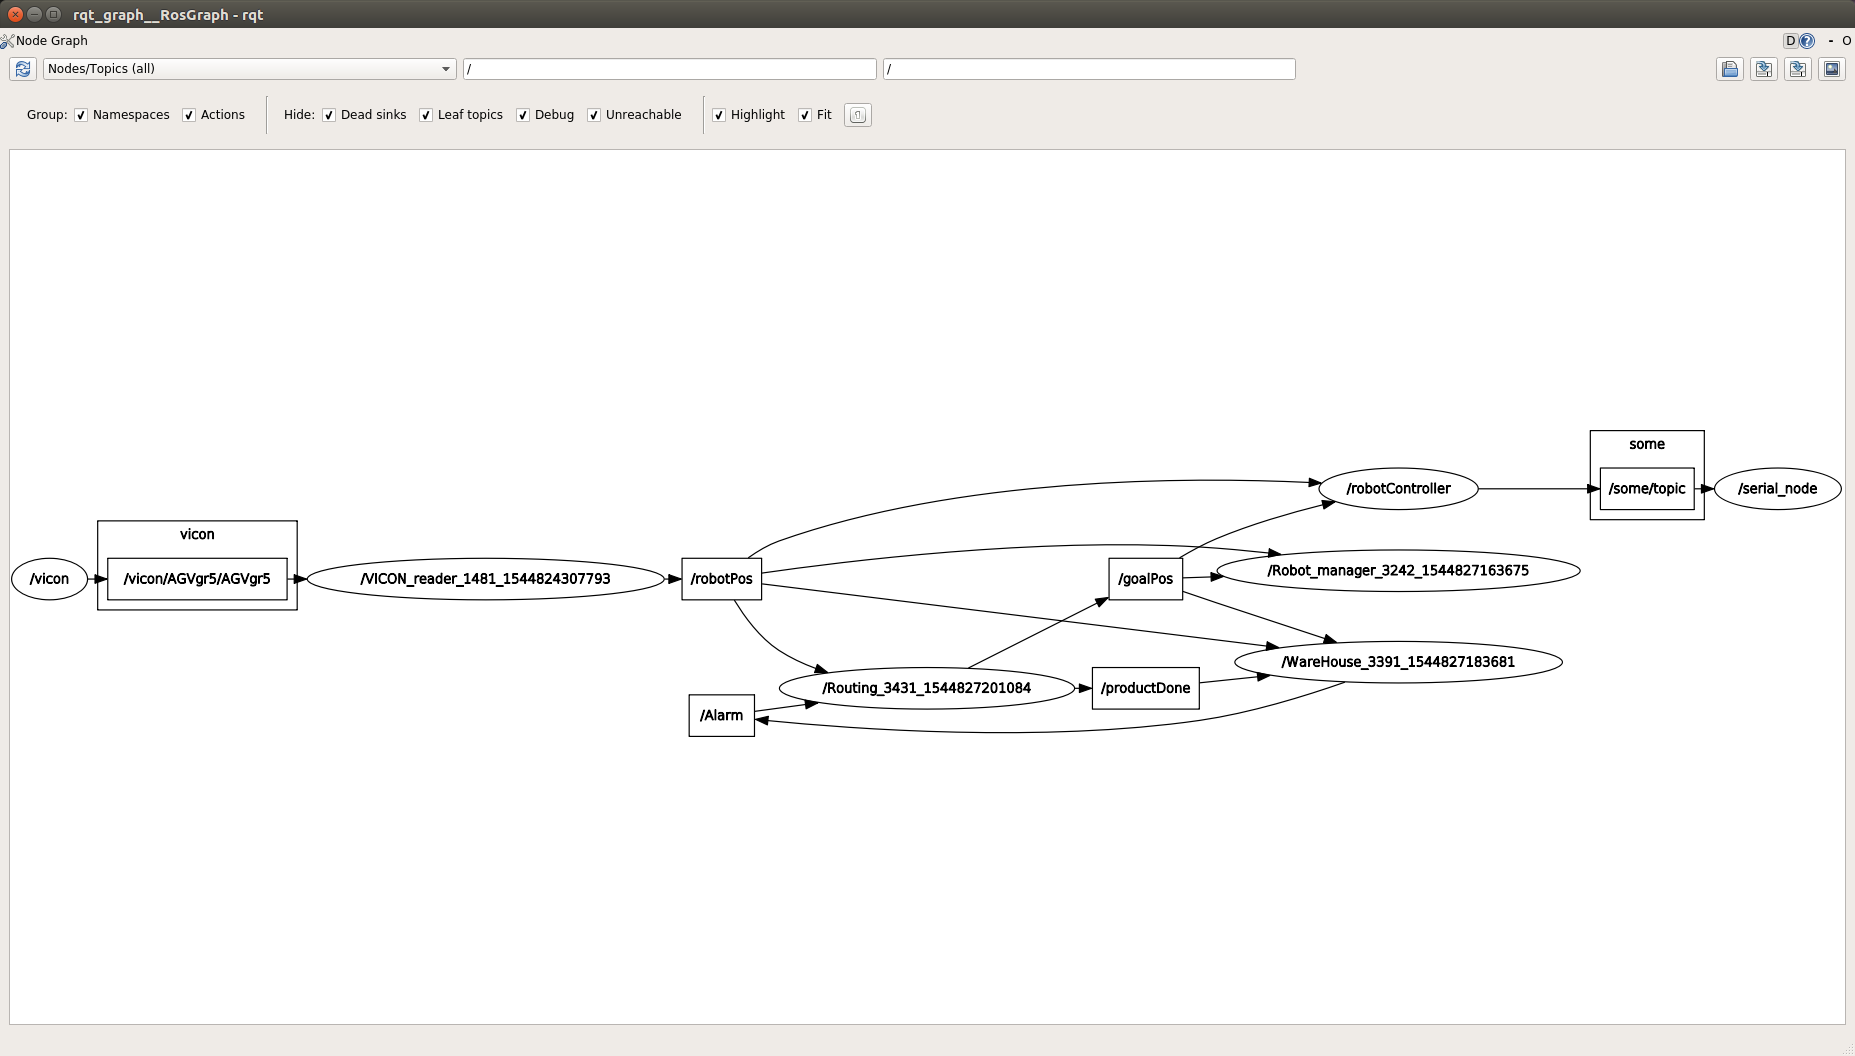 rqt_graph__RosGraph - rqt
Node Graph
D
- O
Nodes/Topics (all)
/
/
Group: Namespaces Actions Hide: Dead sinks Leaf topics Debug Unreachable Highlight Fit
some
/robotController
/some/topic
/serial_node
vicon
/vicon
/vicon/AGVgr5/AGVgr5
/VICON_reader_1481_1544824307793
/robotPos
/goalPos
/Robot_manager_3242_1544827163675
/WareHouse_3391_1544827183681
/Routing_3431_1544827201084
/productDone
/Alarm